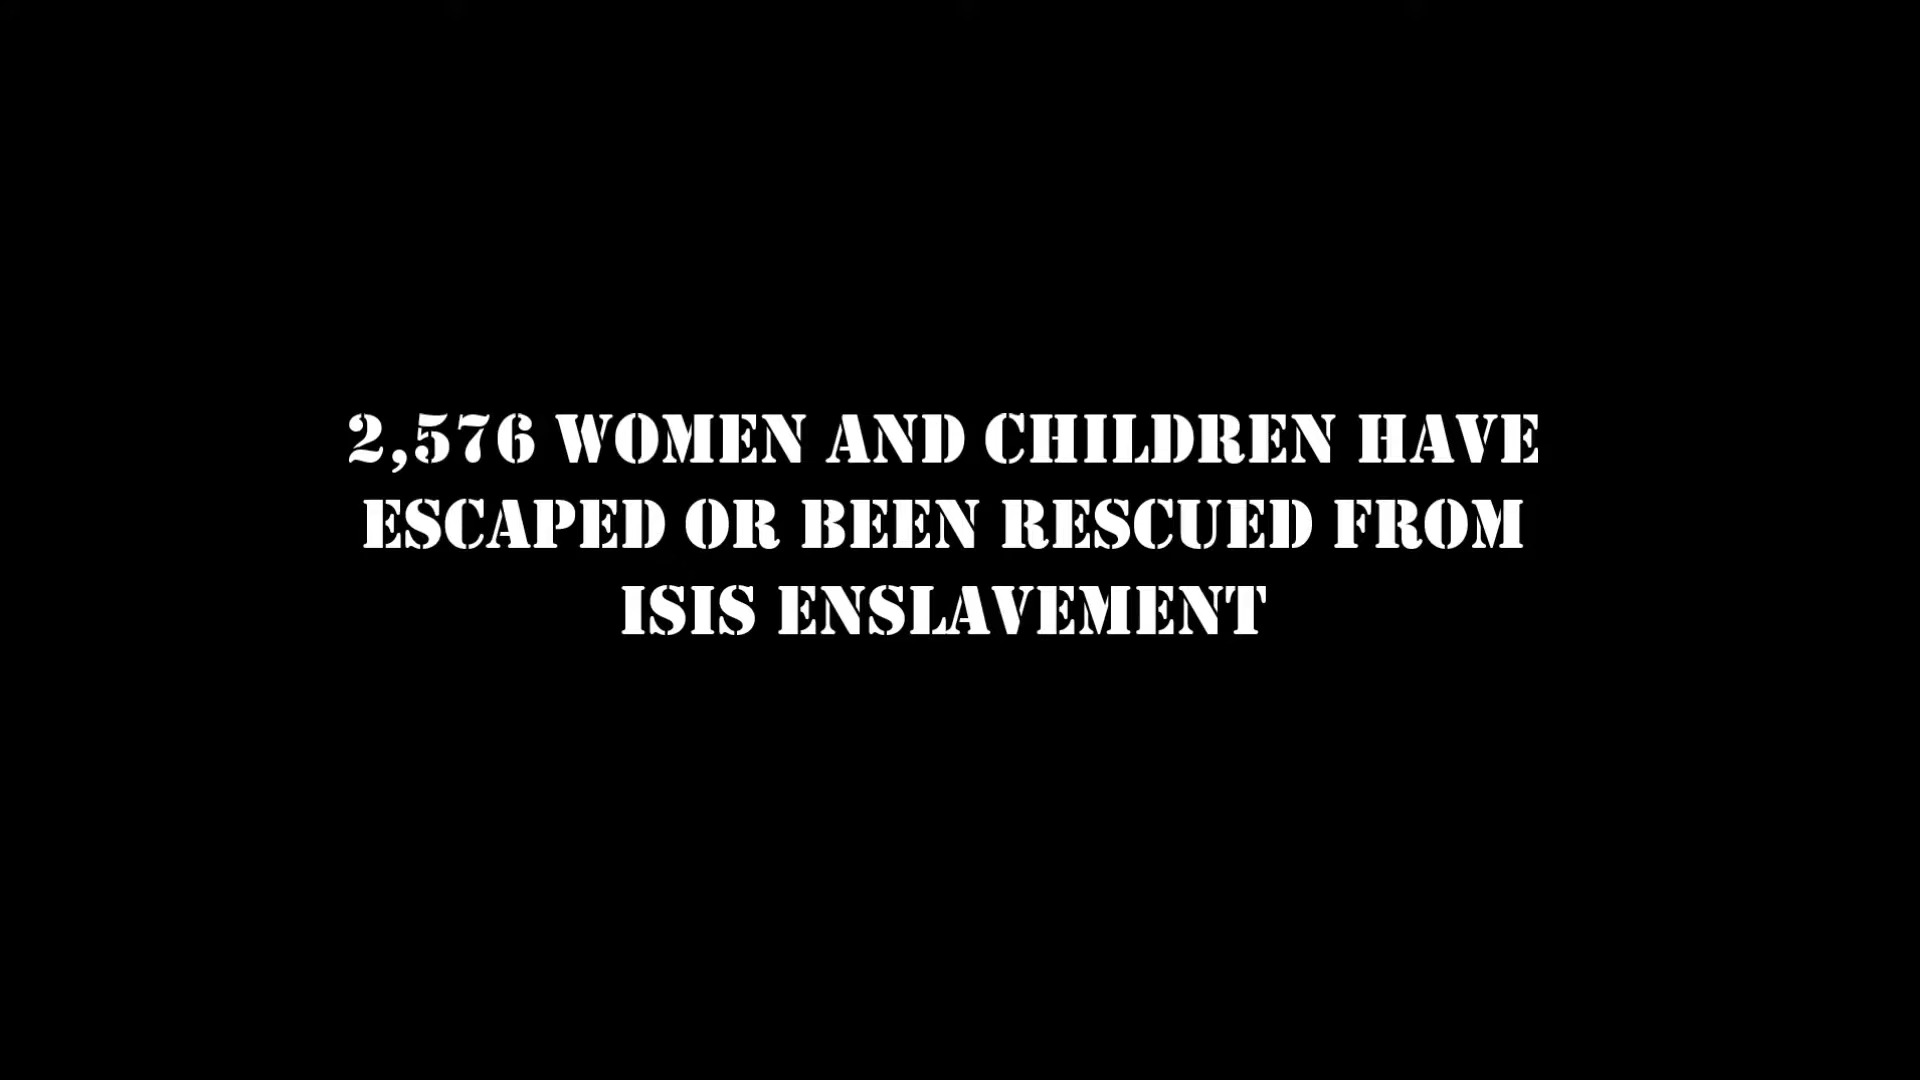 2,576 WOMEN AND CHILDREN HAVE
ESCAPED OR BEEN RESCUED FROM
ISIS ENSLAVEMENT